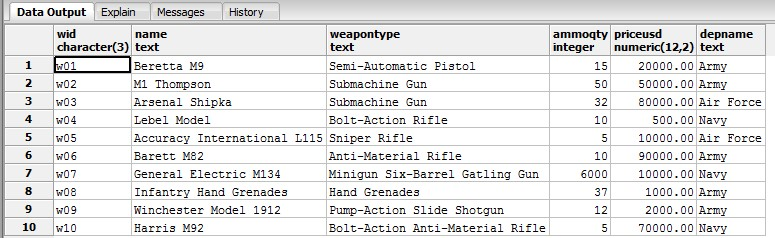 Data Output Explain Messages History
wid name weapontype ammoqty priceusd depname
character(3) text text integer numeric(12,2) text
1 w01 Beretta M9 Semi-Automatic Pistol 15 20000.00 Army
2 w02 M1 Thompson Submachine Gun 50 50000.00 Army
3 w03 Arsenal Shipka Submachine Gun 32 80000.00 Air Force
4 w04 Lebel Model Bolt-Action Rifle 10 500.00 Navy
5 w05 Accuracy International L115 Sniper Rifle 5 10000.00 Air Force
6 w06 Barett M82 Anti-Material Rifle 10 90000.00 Army
7 w07 General Electric M134 Minigun Six-Barrel Gatling Gun 6000 10000.00 Navy
8 w08 Infantry Hand Grenades Hand Grenades 37 1000.00 Army
9 w09 Winchester Model 1912 Pump-Action Slide Shotgun 12 2000.00 Army
10 w10 Harris M92 Bolt-Action Anti-Material Rifle 5 70000.00 Navy